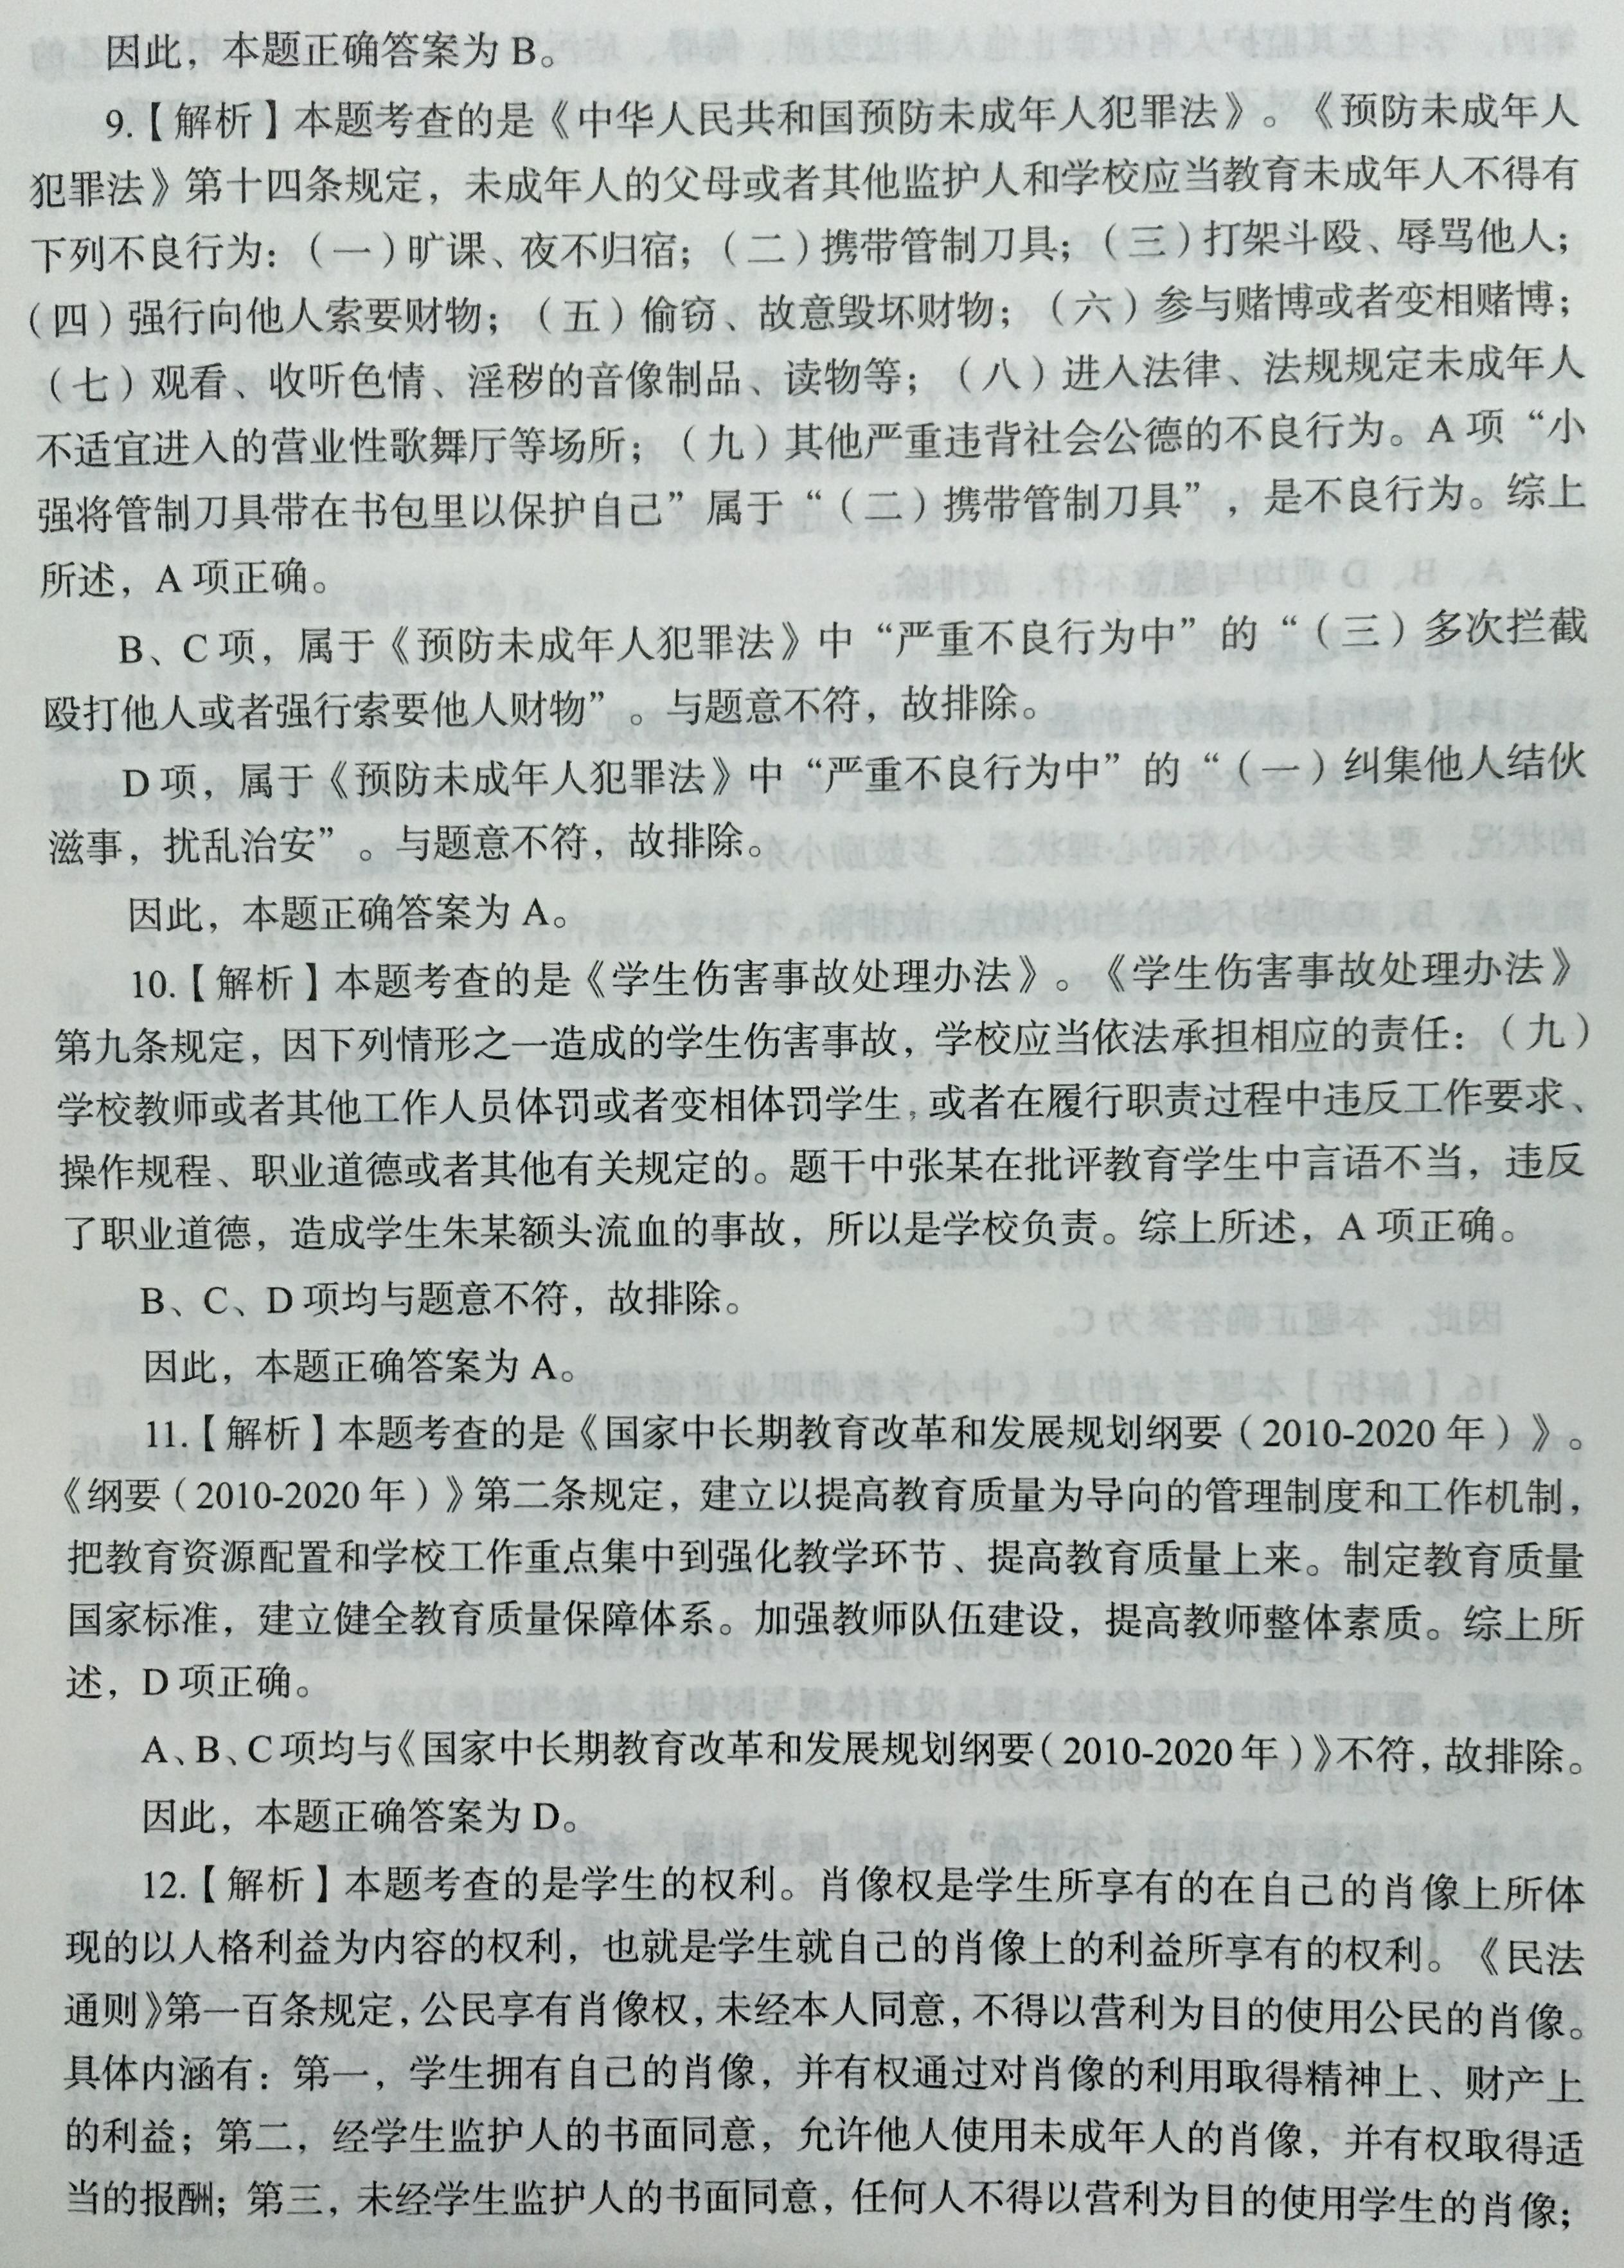 因此，本题正确答案为 B。
9.【解析】本题考查的是《中华人民共和国预防未成年人犯罪法》。《预防未成年人
犯罪法》第十四条规定，未成年人的父母或者其他监护人和学校应当教育未成年人不得有
下列不良行为：（一）旷课、夜不归宿；（二）携带管制刀具；（三）打架斗殴、辱骂他人；
（四）强行向他人索要财物；（五）偷窃、故意毁坏财物；（六）参与赌博或者变相赌博；
（七）观看、收听色情、淫秽的音像制品、读物等；（八）进入法律、法规规定未成年人
不适宜进入的营业性歌舞厅等场所；（九）其他严重违背社会公德的不良行为。A 项“小
强将管制刀具带在书包里以保护自己”属于“（二）携带管制刀具”，是不良行为。综上
所述，A 项正确。
B、C 项，属于《预防未成年人犯罪法》中“严重不良行为中”的“（三）多次拦截
殴打他人或者强行索要他人财物”。与题意不符，故排除。
D 项，属于《预防未成年人犯罪法》中“严重不良行为中”的“（一）纠集他人结伙
滋事，扰乱治安”。与题意不符，故排除。
因此，本题正确答案为 A。
10.【解析】本题考查的是《学生伤害事故处理办法》。《学生伤害事故处理办法》
第九条规定，因下列情形之一造成的学生伤害事故，学校应当依法承担相应的责任：（九）
学校教师或者其他工作人员体罚或者变相体罚学生，或者在履行职责过程中违反工作要求、
操作规程、职业道德或者其他有关规定的。题干中张某在批评教育学生中言语不当，违反
了职业道德，造成学生朱某额头流血的事故，所以是学校负责。综上所述，A 项正确。
B、C、D 项均与题意不符，故排除。
因此，本题正确答案为 A。
11.【解析】本题考查的是《国家中长期教育改革和发展规划纲要（2010-2020 年）》。
《纲要（2010-2020 年）》第二条规定，建立以提高教育质量为导向的管理制度和工作机制，
把教育资源配置和学校工作重点集中到强化教学环节、提高教育质量上来。制定教育质量
国家标准，建立健全教育质量保障体系。加强教师队伍建设，提高教师整体素质。综上所
述，D 项正确。
A、B、C 项均与《国家中长期教育改革和发展规划纲要（2010-2020 年）》不符，故排除。
因此，本题正确答案为 D。
12.【解析】本题考查的是学生的权利。肖像权是学生所享有的在自己的肖像上所体
现的以人格利益为内容的权利，也就是学生就自己的肖像上的利益所享有的权利。《民法
通则》第一百条规定，公民享有肖像权，未经本人同意，不得以营利为目的使用公民的肖像。
具体内涵有：第一，学生拥有自己的肖像，并有权通过对肖像的利用取得精神上、财产上
的利益；第二，经学生监护人的书面同意，允许他人使用未成年人的肖像，并有权取得适
当的报酬；第三，未经学生监护人的书面同意，任何人不得以营利为目的使用学生的肖像；